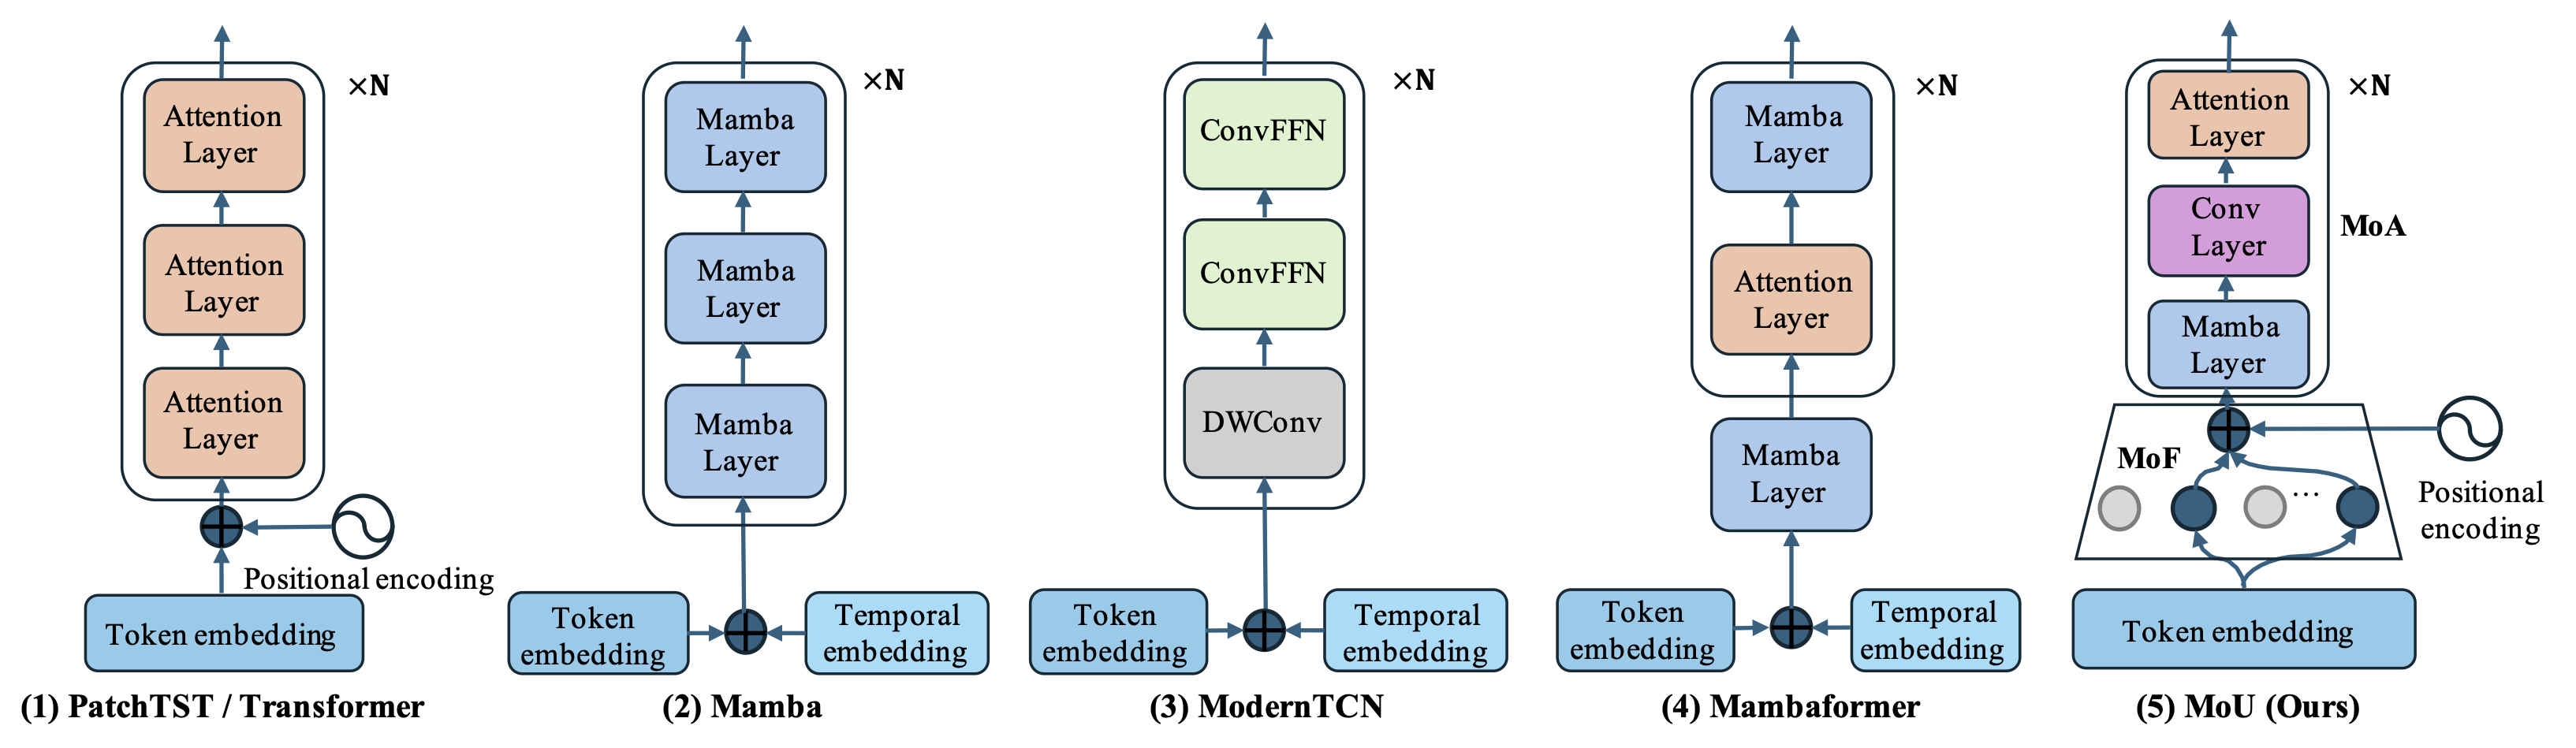 ×N
Attention
Layer
Attention
Layer
Attention
Layer
Positional encoding
Token embedding
(1) PatchTST / Transformer
×N
Mamba
Layer
Mamba
Layer
Mamba
Layer
Token
embedding
Temporal
embedding
(2) Mamba
×N
ConvFFN
ConvFFN
DWConv
Token
embedding
Temporal
embedding
(3) ModernTCN
×N
Mamba
Layer
Attention
Layer
Mamba
Layer
Token
embedding
Temporal
embedding
(4) Mambaformer
×N
Attention
Layer
Conv
Layer
MoA
Mamba
Layer
MoF
...
Positional
encoding
Token embedding
(5) MoU (Ours)